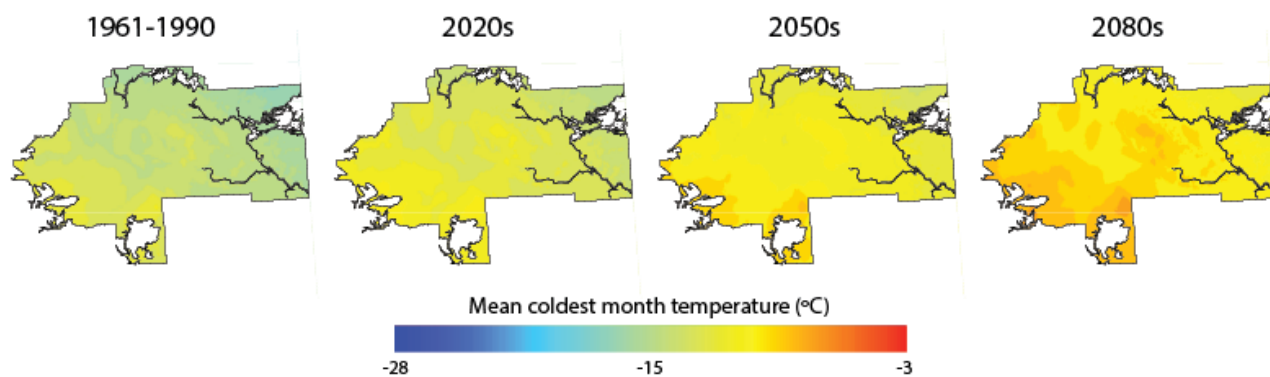 1961-1990
2020s
2050s
2080s
Mean coldest month temperature (ºC)
-28
-15
-3